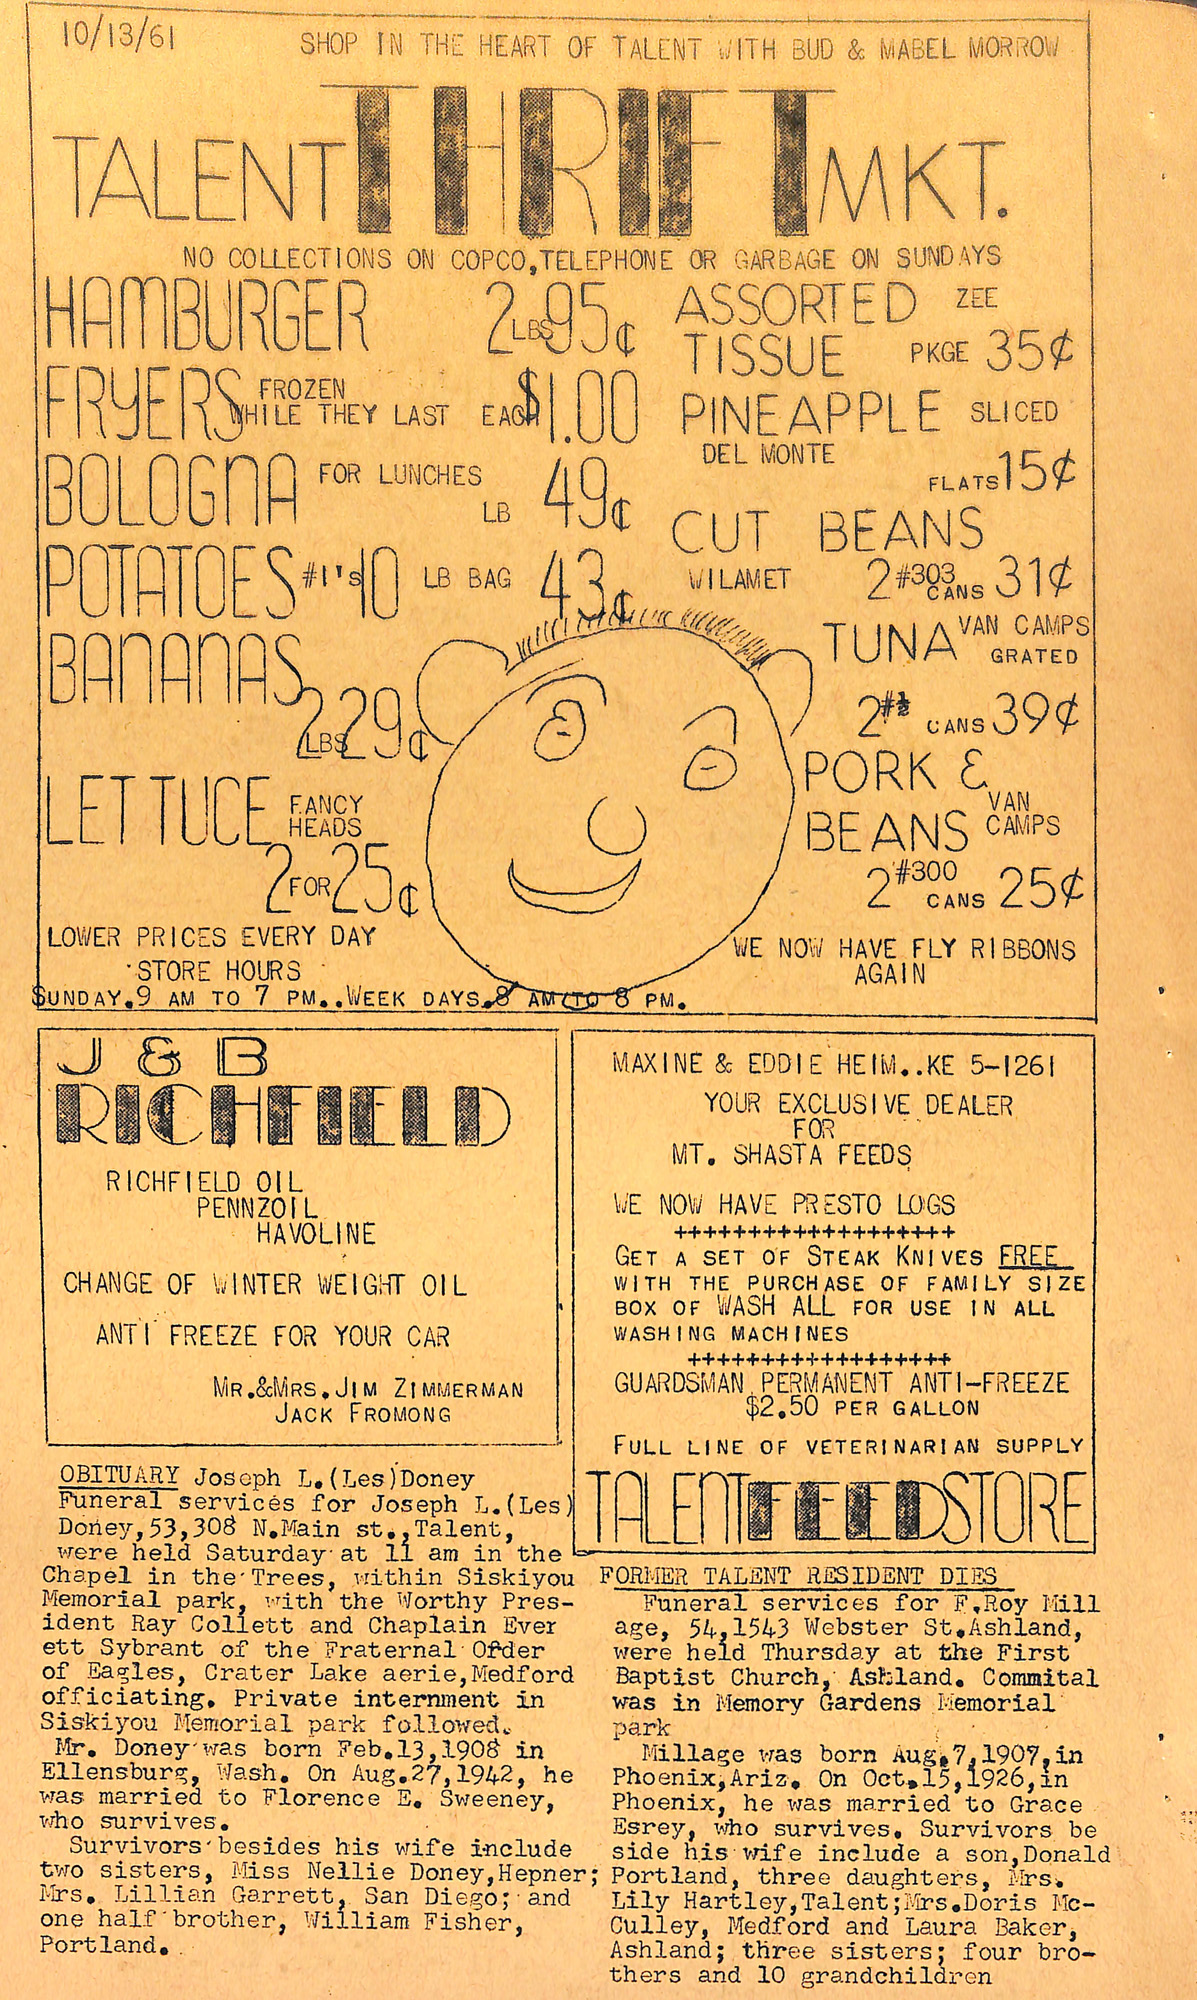 10/13/61
SHOP IN THE HEART OF TALENT WITH BUD & MABEL MORROW
TALENT THRIFT MKT.
NO COLLECTIONS ON COPCO, TELEPHONE OR GARBAGE ON SUNDAYS
HAMBURGER 2 LBS 95¢
FRYERS FROZEN
WHILE THEY LAST EACH $1.00
BOLOGNA FOR LUNCHES
LB 49¢
POTATOES #1's 10 LB BAG 43¢
BANANAS
2 LBS 29¢
LETTUCE FANCY
HEADS
2 FOR 25¢
LOWER PRICES EVERY DAY
STORE HOURS
SUNDAY.9 AM TO 7 PM..WEEK DAYS.8 AM TO 8 PM.
ASSORTED ZEE
TISSUE PKGE 35¢
PINEAPPLE SLICED
DEL MONTE
FLATS 15¢
CUT BEANS
WILAMET 2 #303 CANS 31¢
TUNA VAN CAMPS
GRATED
2 #½ CANS 39¢
PORK &
BEANS VAN CAMPS
2 #300 CANS 25¢
WE NOW HAVE FLY RIBBONS
AGAIN
J & B
RICHFIELD
RICHFIELD OIL
PENNZOIL
HAVOLINE
CHANGE OF WINTER WEIGHT OIL
ANTI FREEZE FOR YOUR CAR
MR.&MRS.JIM ZIMMERMAN
JACK FROMONG
MAXINE & EDDIE HEIM..KE 5-1261
YOUR EXCLUSIVE DEALER
FOR
MT. SHASTA FEEDS
WE NOW HAVE PRESTO LOGS
+++++++++++++++++++
GET A SET OF STEAK KNIVES FREE
WITH THE PURCHASE OF FAMILY SIZE
BOX OF WASH ALL FOR USE IN ALL
WASHING MACHINES
++++++++++++++++++
GUARDSMAN PERMANENT ANTI-FREEZE
$2.50 PER GALLON
FULL LINE OF VETERINARIAN SUPPLY
TALENT FEED STORE
OBITUARY Joseph L.(Les)Doney
Funeral services for Joseph L.(Les)
Doney,53,308 N.Main st.,Talent,
were held Saturday at 11 am in the
Chapel in the Trees, within Siskiyou
Memorial park, with the Worthy Pres-
ident Ray Collett and Chaplain Ever
ett Sybrant of the Fraternal Order
of Eagles, Crater Lake aerie,Medford
officiating. Private internment in
Siskiyou Memorial park followed.
Mr. Doney was born Feb.13,1908 in
Ellensburg, Wash. On Aug.27,1942, he
was married to Florence E. Sweeney,
who survives.
Survivors besides his wife include
two sisters, Miss Nellie Doney,Hepner;
Mrs. Lillian Garrett, San Diego; and
one half brother, William Fisher,
Portland.
FORMER TALENT RESIDENT DIES
Funeral services for F.Roy Mill
age, 54,1543 Webster St.Ashland,
were held Thursday at the First
Baptist Church, Ashland. Commital
was in Memory Gardens Memorial
park
Millage was born Aug.7,1907,in
Phoenix,Ariz. On Oct.15,1926,in
Phoenix, he was married to Grace
Esrey, who survives. Survivors be
side his wife include a son,Donald
Portland, three daughters, Mrs.
Lily Hartley,Talent;Mrs.Doris Mc-
Culley, Medford and Laura Baker,
Ashland; three sisters; four bro-
thers and 10 grandchildren